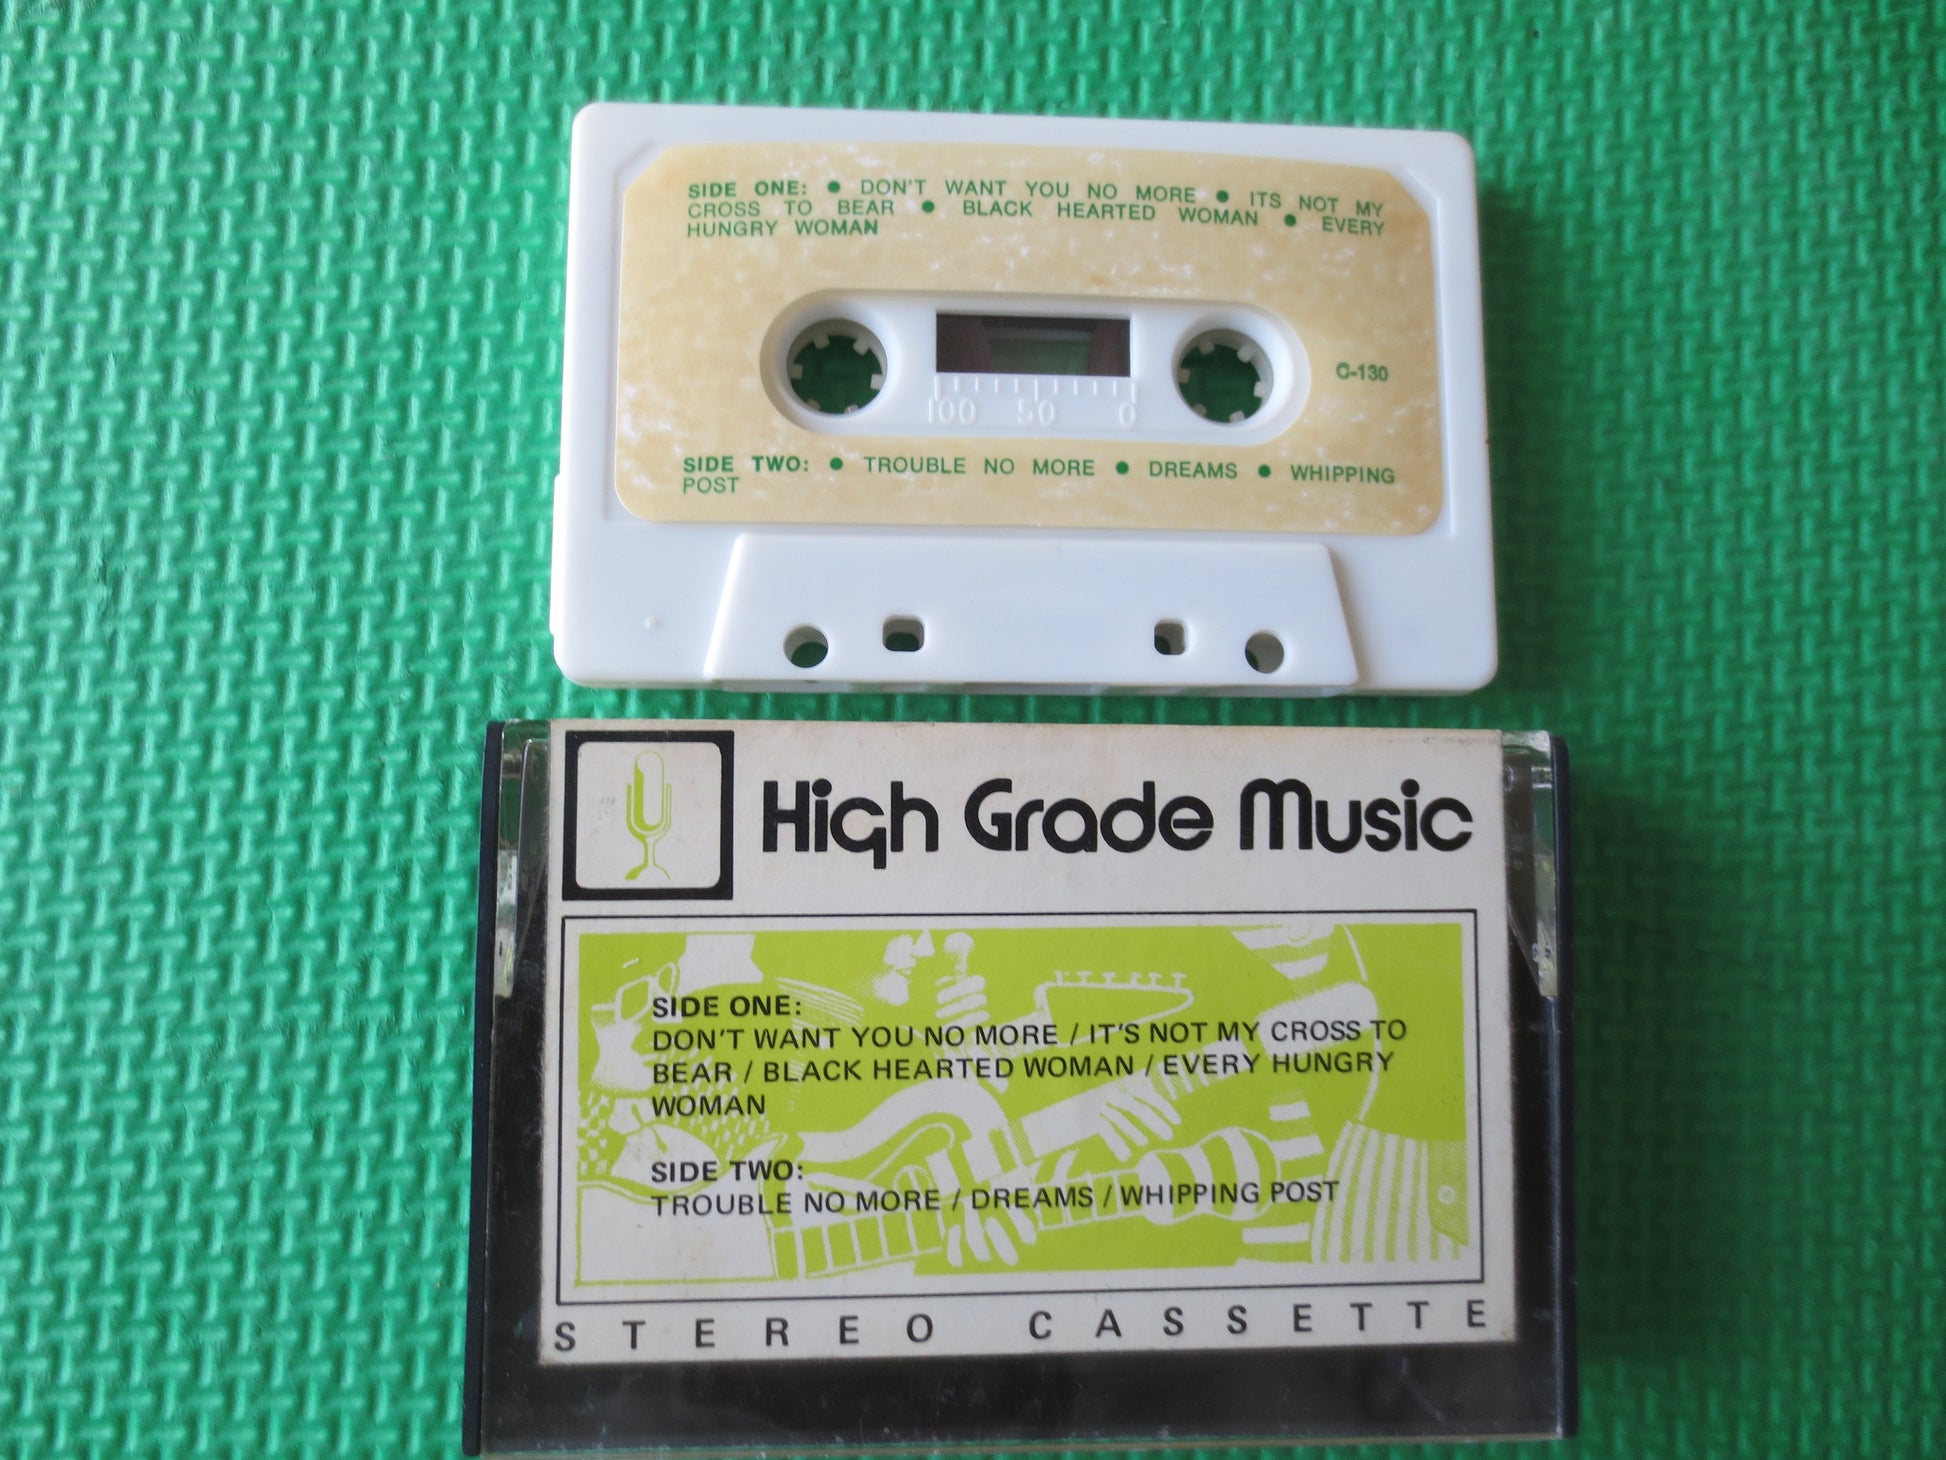 SIDE ONE: ● DON'T WANT YOU NO MORE ● ITS NOT MY
CROSS TO BEAR ● BLACK HEARTED WOMAN ● EVERY
HUNGRY WOMAN
C-130
100 50 0
SIDE TWO: ● TROUBLE NO MORE ● DREAMS ● WHIPPING
POST
High Grade Music
SIDE ONE:
DON'T WANT YOU NO MORE / IT'S NOT MY CROSS TO
BEAR / BLACK HEARTED WOMAN / EVERY HUNGRY
WOMAN
SIDE TWO:
TROUBLE NO MORE / DREAMS / WHIPPING POST
STEREO CASSETTE